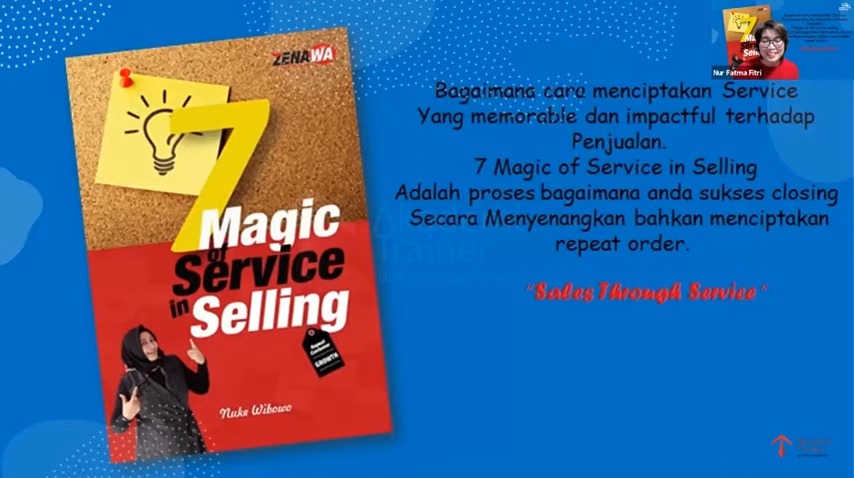 ZENAWA
7
Magic
of
Service
in
Selling
GROWTH
Nuke Wibowo
Bagaimana cara menciptakan Service
Yang memorable dan impactful terhadap
Penjualan.
7 Magic of Service in Selling
Adalah proses bagaimana anda sukses closing
Secara Menyenangkan bahkan menciptakan
repeat order.
"Sales Through Service"
Trainer
Nur Fatma Fitri